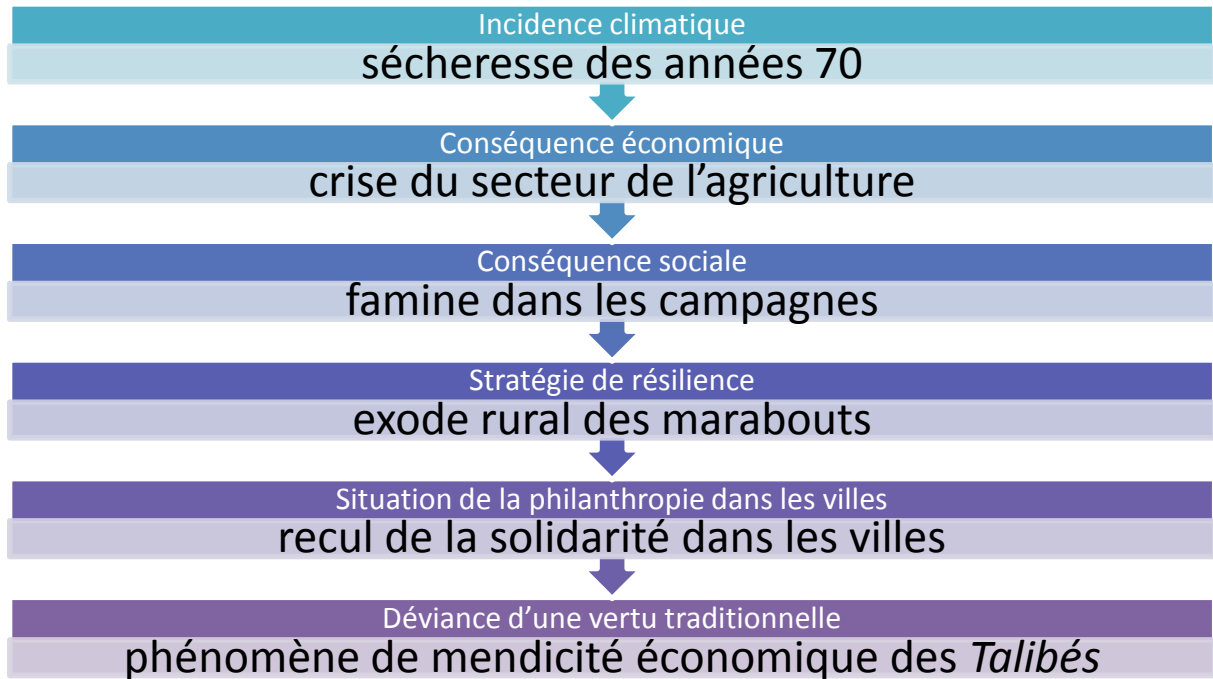 Incidence climatique
sécheresse des années 70
Conséquence économique
crise du secteur de l’agriculture
Conséquence sociale
famine dans les campagnes
Stratégie de résilience
exode rural des marabouts
Situation de la philanthropie dans les villes
recul de la solidarité dans les villes
Déviance d’une vertu traditionnelle
phénomène de mendicité économique des Talibés